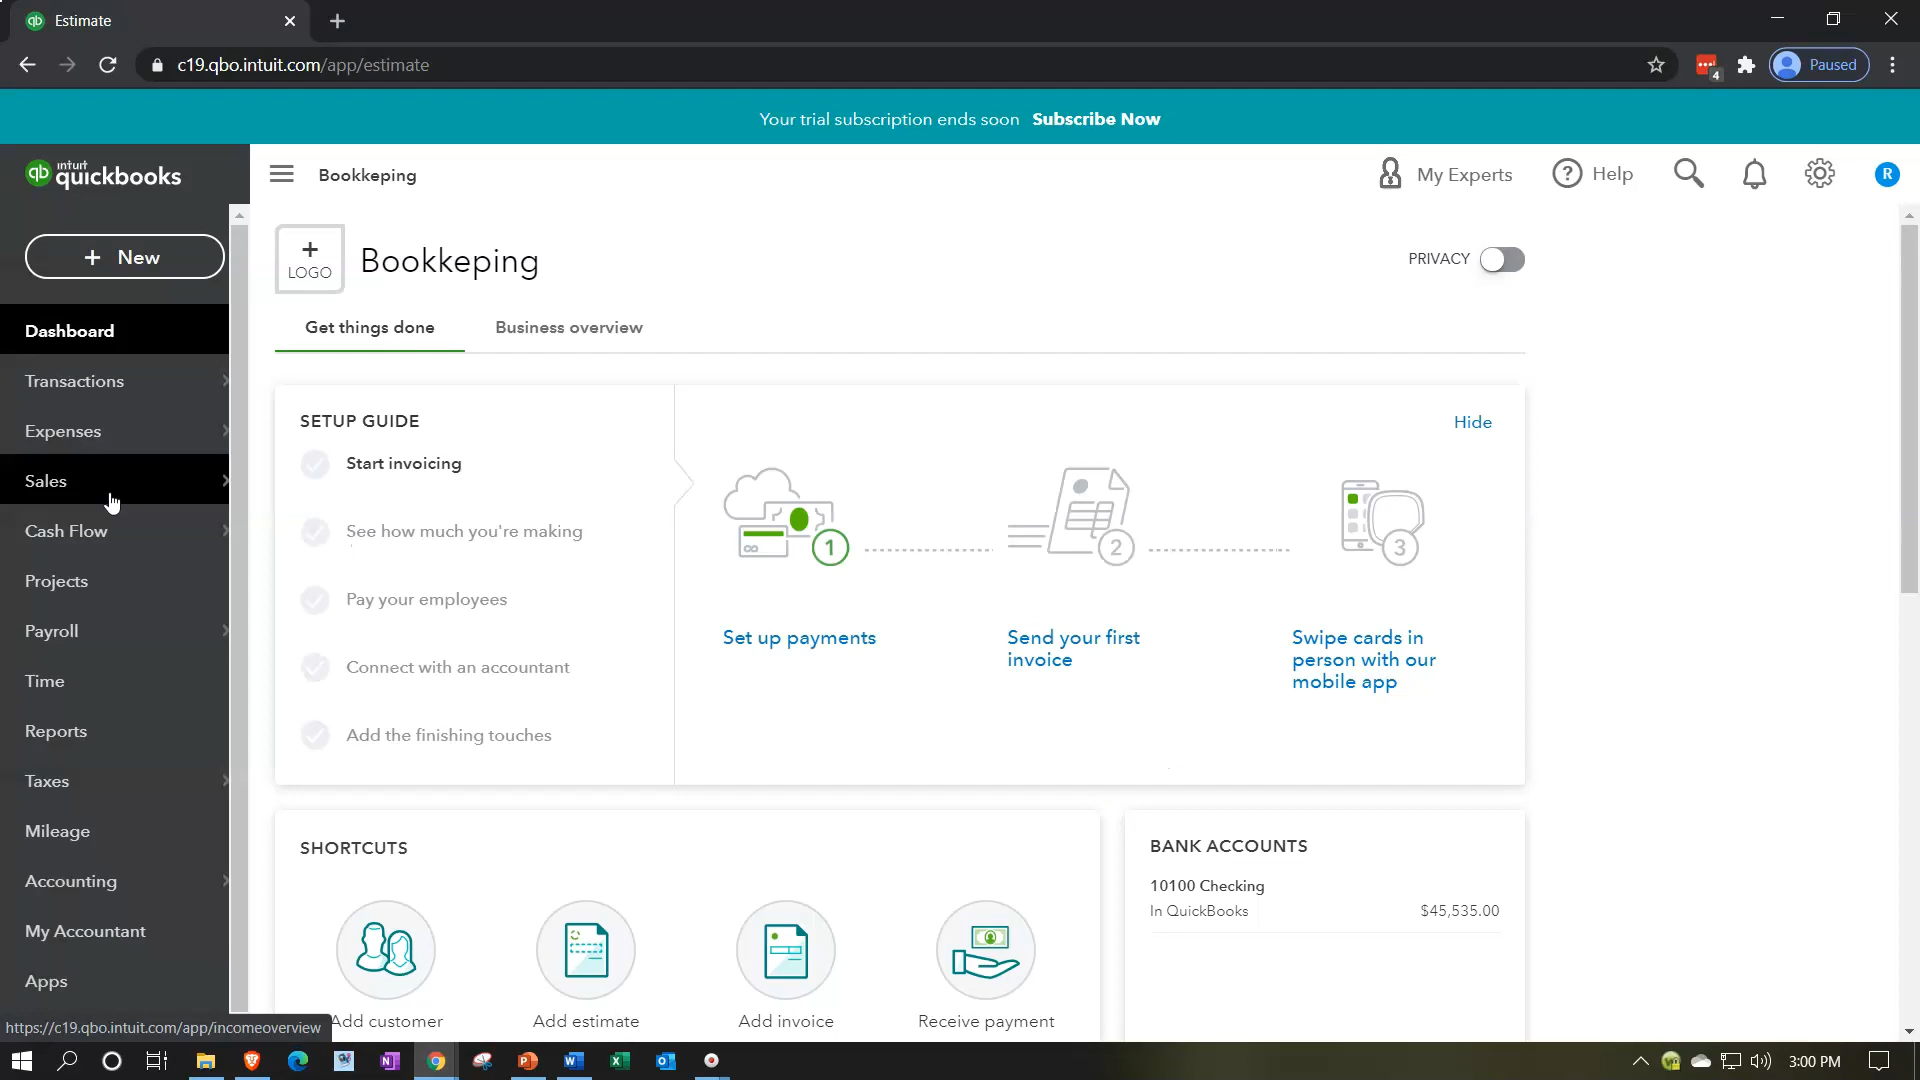 Estimate
c19.qbo.intuit.com/app/estimate
4
Paused
Your trial subscription ends soon Subscribe Now
qb intuit quickbooks
Bookkeping
My Experts
? Help
R
+ New
+
LOGO
Bookkeping
PRIVACY
Dashboard
Get things done
Business overview
Transactions
Expenses
Sales
Cash Flow
Projects
Payroll
Time
Reports
Taxes
Mileage
Accounting
My Accountant
Apps
SETUP GUIDE
Hide
Start invoicing
See how much you're making
Pay your employees
Connect with an accountant
Add the finishing touches
1
2
3
Set up payments
Send your first
invoice
Swipe cards in
person with our
mobile app
SHORTCUTS
Add customer
Add estimate
Add invoice
Receive payment
BANK ACCOUNTS
10100 Checking
In QuickBooks
$45,535.00
https://c19.qbo.intuit.com/app/incomeoverview
3:00 PM